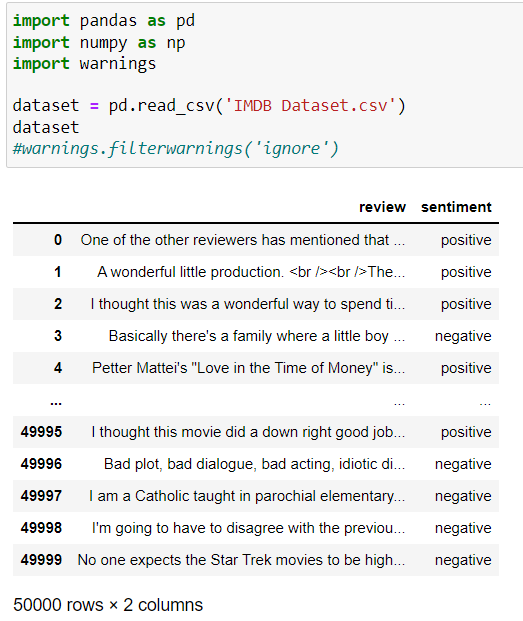 import pandas as pd
import numpy as np
import warnings
dataset = pd.read_csv('IMDB Dataset.csv')
dataset
#warnings.filterwarnings('ignore')
review sentiment
0 One of the other reviewers has mentioned that ... positive
1 A wonderful little production. <br /><br />The... positive
2 I thought this was a wonderful way to spend ti... positive
3 Basically there's a family where a little boy ... negative
4 Petter Mattei's "Love in the Time of Money" is... positive
... ... ...
49995 I thought this movie did a down right good job... positive
49996 Bad plot, bad dialogue, bad acting, idiotic di... negative
49997 I am a Catholic taught in parochial elementary... negative
49998 I'm going to have to disagree with the previou... negative
49999 No one expects the Star Trek movies to be high... negative
50000 rows × 2 columns